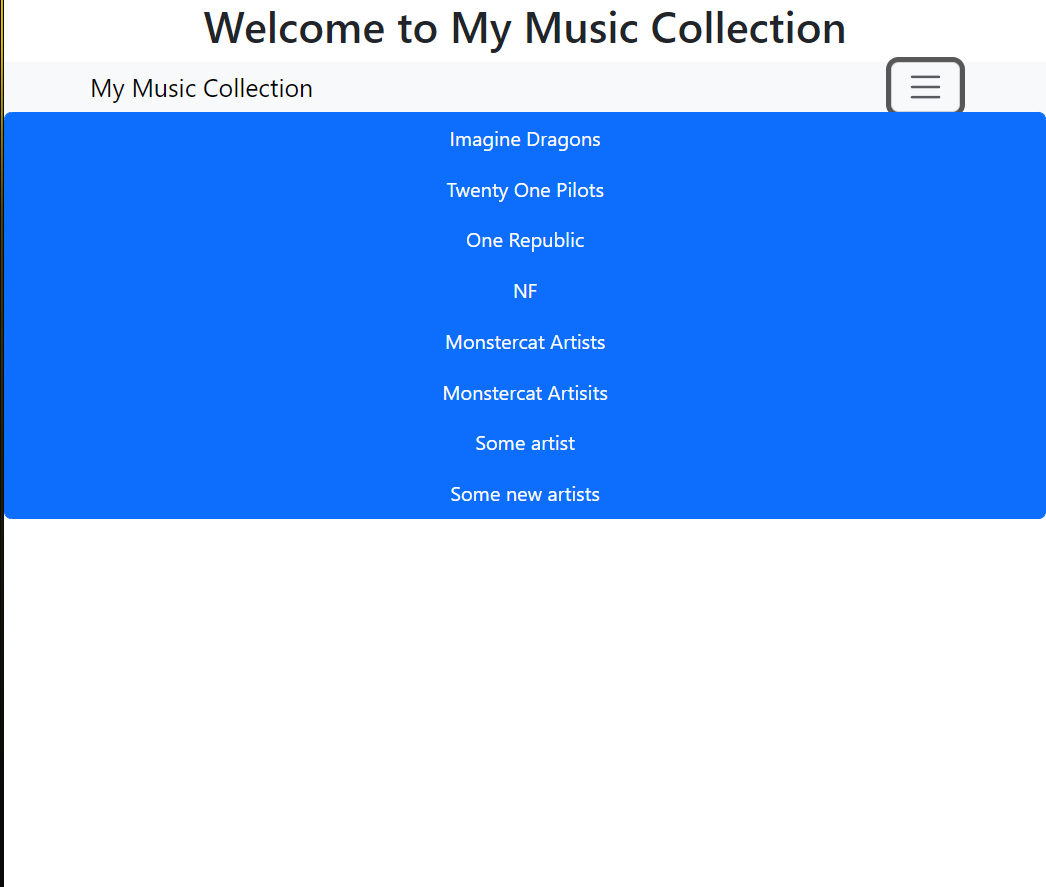 Welcome to My Music Collection
My Music Collection
Imagine Dragons
Twenty One Pilots
One Republic
NF
Monstercat Artists
Monstercat Artisits
Some artist
Some new artists